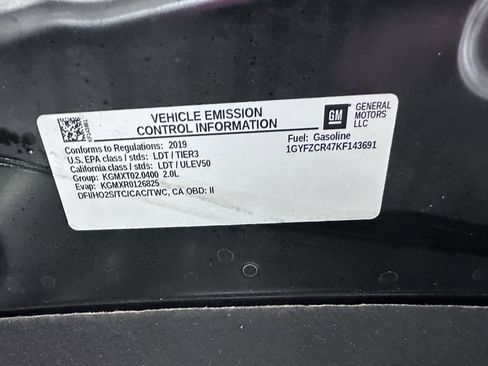 VEHICLE EMISSION
CONTROL INFORMATION
GM
GENERAL
MOTORS
LLC
Conforms to Regulations: 2019
U.S. EPA class / stds: LDT / TIER3
California class / stds: LDT / ULEV50
Group: KGMXT02.0400 2.0L
Evap: KGMXR0126825
DFI/HO2S/TC/CAC/TWC, CA OBD: II
Fuel: Gasoline
1GYFZCR47KF143691